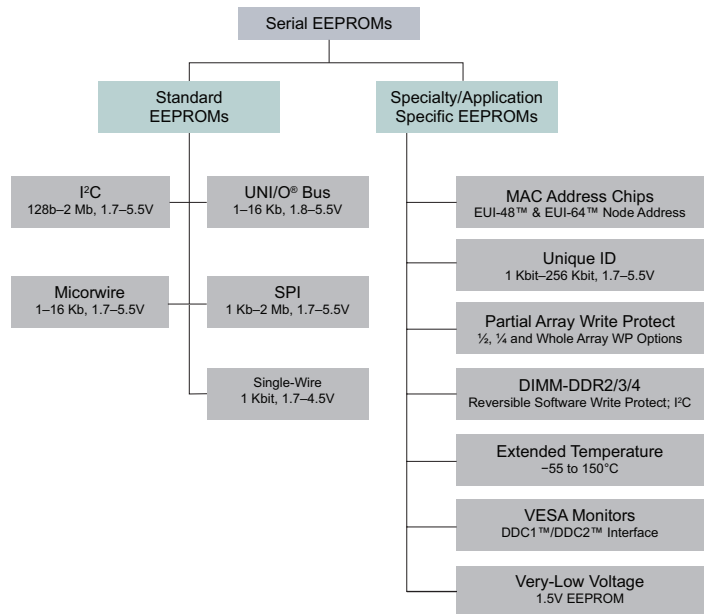 Serial EEPROMs
Standard
EEPROMs
I²C
128b–2 Mb, 1.7–5.5V
UNI/O® Bus
1–16 Kb, 1.8–5.5V
Micorwire
1–16 Kb, 1.7–5.5V
SPI
1 Kb–2 Mb, 1.7–5.5V
Single-Wire
1 Kbit, 1.7–4.5V
Specialty/Application
Specific EEPROMs
MAC Address Chips
EUI-48™ & EUI-64™ Node Address
Unique ID
1 Kbit–256 Kbit, 1.7–5.5V
Partial Array Write Protect
½, ¼ and Whole Array WP Options
DIMM-DDR2/3/4
Reversible Software Write Protect; I²C
Extended Temperature
−55 to 150°C
VESA Monitors
DDC1™/DDC2™ Interface
Very-Low Voltage
1.5V EEPROM